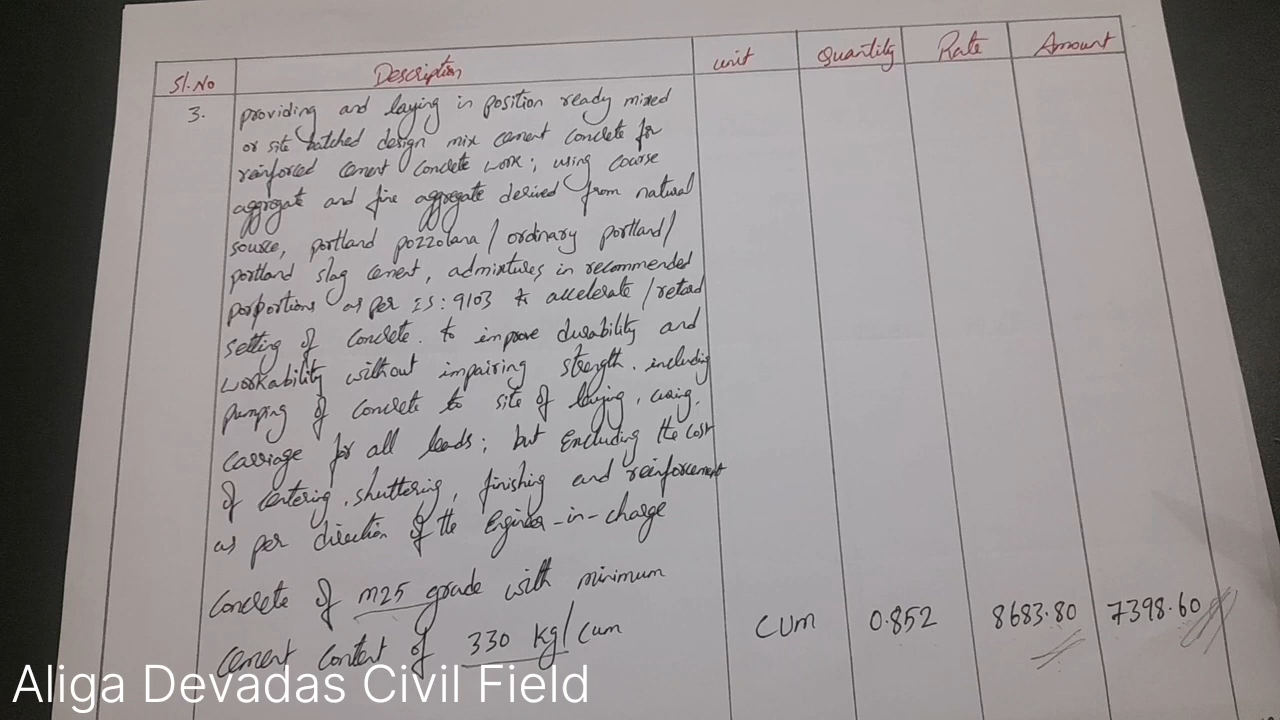 Sl.No Description unit Quantity Rate Amount
3. providing and laying in position ready mixed
or site batched design mix cement concrete for
reinforced cement concrete work; using coarse
aggregate and fine aggregate derived from natural
source, portland pozzolana / ordinary portland/
portland slag cement, admixtures in recommended
porportions as per IS: 9103 to accelerate / retard
setting of concrete. to improve durability and
workability without impairing strength. including
pumping of concrete to site of laying, curing,
carriage for all leads; but Excluding the cost
of centering, shuttering, finishing and reinforcement
as per direction of the Engineer-in-charge
Concrete of M25 grade with minimum
cement content of 330 kg/cum CUM 0.852 8683.80 7398.60
Aliga Devadas Civil Field